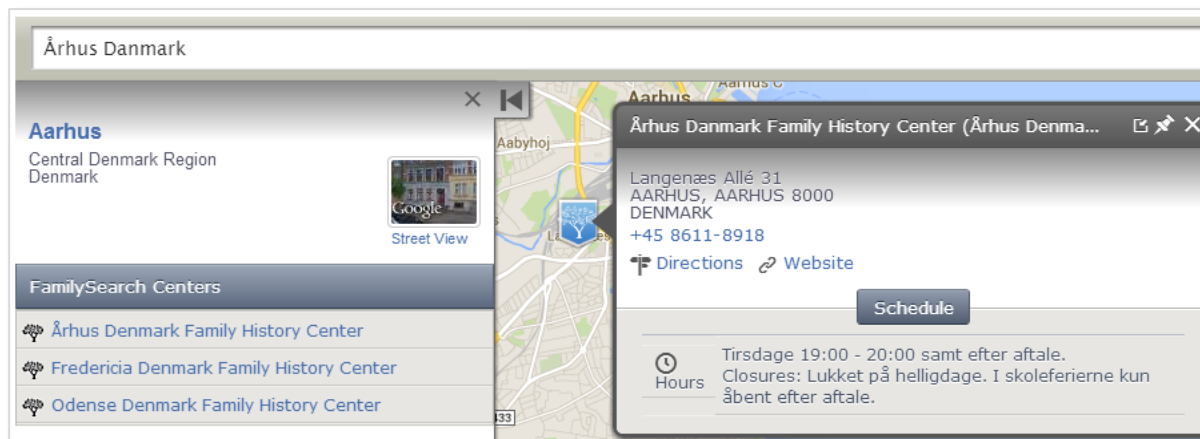 Århus Danmark
Aarhus
Central Denmark Region
Denmark
Google
Street View
FamilySearch Centers
Århus Denmark Family History Center
Fredericia Denmark Family History Center
Odense Denmark Family History Center
Aarhus C
Aarhus
Aabyhoj
433
Århus Danmark Family History Center (Århus Denma...
Langenæs Allé 31
AARHUS, AARHUS 8000
DENMARK
+45 8611-8918
Directions Website
Schedule
Hours
Tirsdage 19:00 - 20:00 samt efter aftale.
Closures: Lukket på helligdage. I skoleferierne kun
åbent efter aftale.